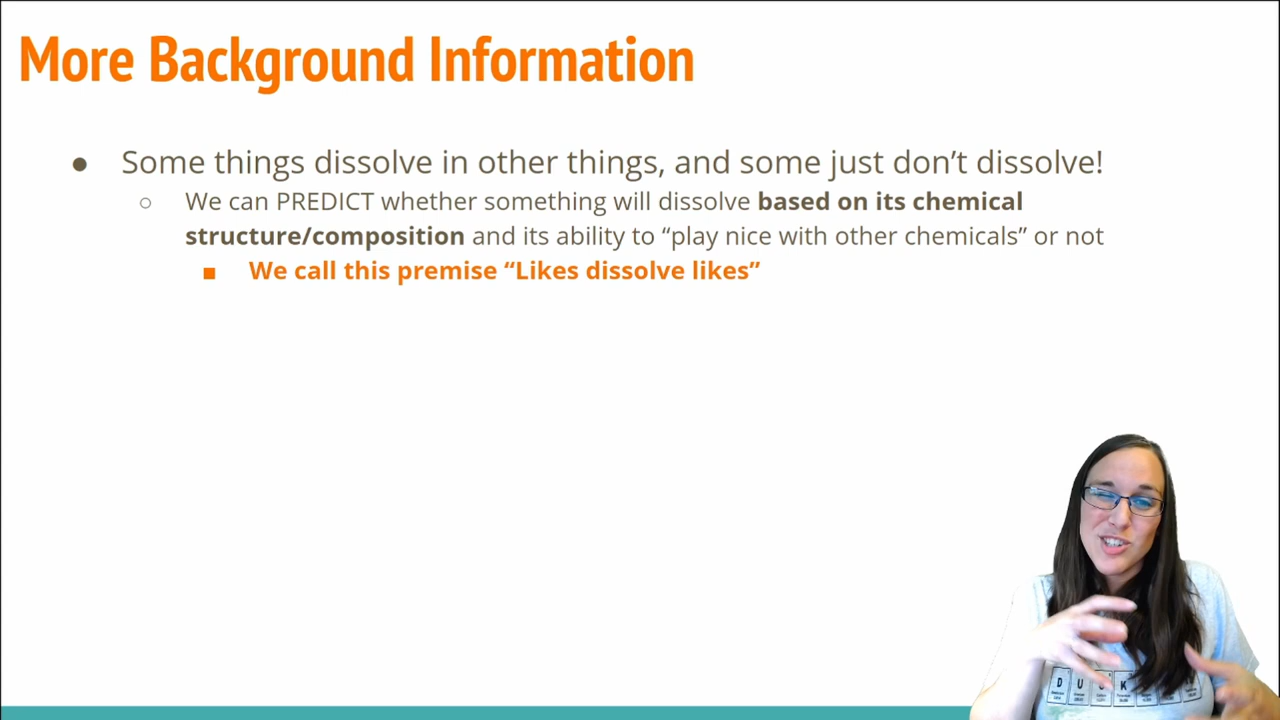 More Background Information
● Some things dissolve in other things, and some just don’t dissolve!
○ We can PREDICT whether something will dissolve based on its chemical
structure/composition and its ability to “play nice with other chemicals” or not
■ We call this premise “Likes dissolve likes”
D U K